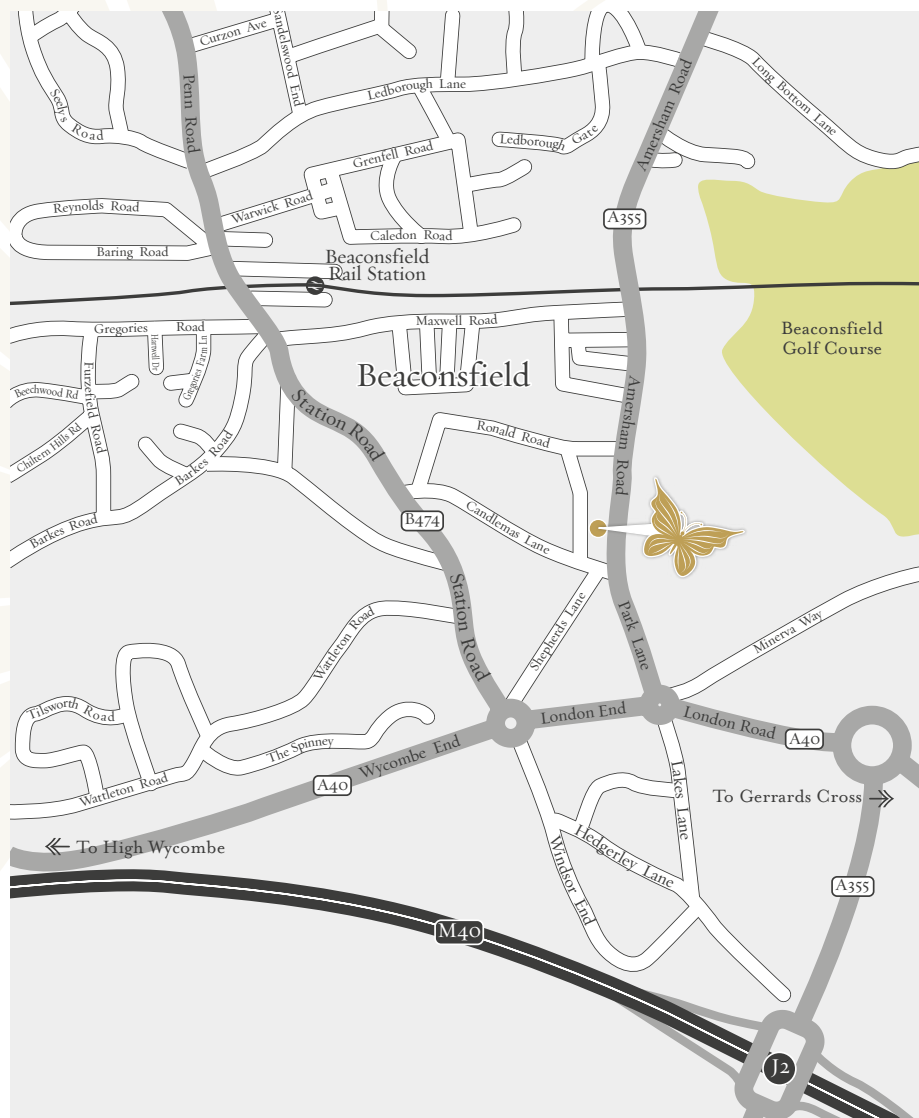 Curzon Ave
andelswood End
Penn Road
Seely's Road
Ledborough Lane
Long Bottom Lane
Ledborough Gate
Amersham Road
Grenfell Road
Reynolds Road
Warwick Road
A355
Caledon Road
Baring Road
Beaconsfield
Rail Station
Gregories Road
Maxwell Road
Beaconsfield
Golf Course
Hartwell Dr
Gregories Farm Ln
Furzefield Road
Beaconsfield
Beechwood Rd
Station Road
Amersham Road
Ronald Road
Chiltern Hills Rd
Barkes Road
B474
Candlemas Lane
Barkes Road
Station Road
Shepherds Lane
Park Lane
Minerva Way
Wattleton Road
Tilsworth Road
London End
London Road
A40
The Spinney
Wycombe End
A40
Wattleton Road
Lakes Lane
To Gerrards Cross
To High Wycombe
Hedgerley Lane
Windsor End
A355
M40
J2